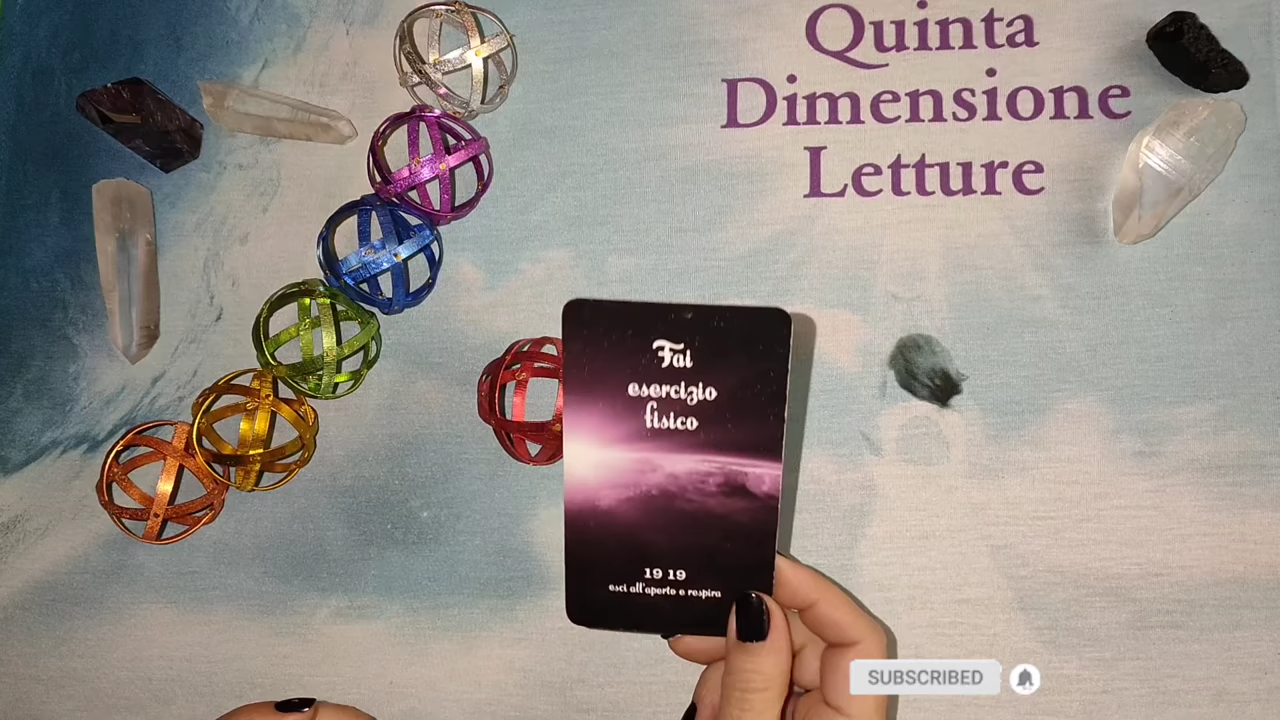 Quinta
Dimensione
Letture
Fai
esercizio
fisico
19 19
esci all'aperto e respira
SUBSCRIBED